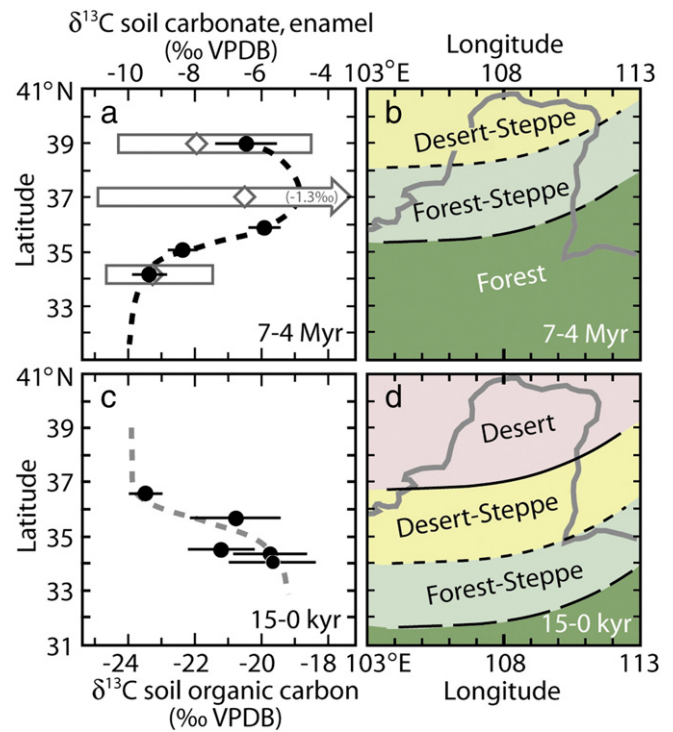 δ¹³C soil carbonate, enamel
(‰ VPDB)
-10 -8 -6 -4
Longitude
103°E 108 113
41°N
39
37
35
33
Latitude
a
(-1.3‰)
7-4 Myr
b
Desert-Steppe
Forest-Steppe
Forest
7-4 Myr
41°N
39
37
35
33
31
Latitude
c
15-0 kyr
-24 -22 -20 -18
δ¹³C soil organic carbon
(‰ VPDB)
d
Desert
Desert-Steppe
Forest-Steppe
15-0 kyr
103°E 108 113
Longitude